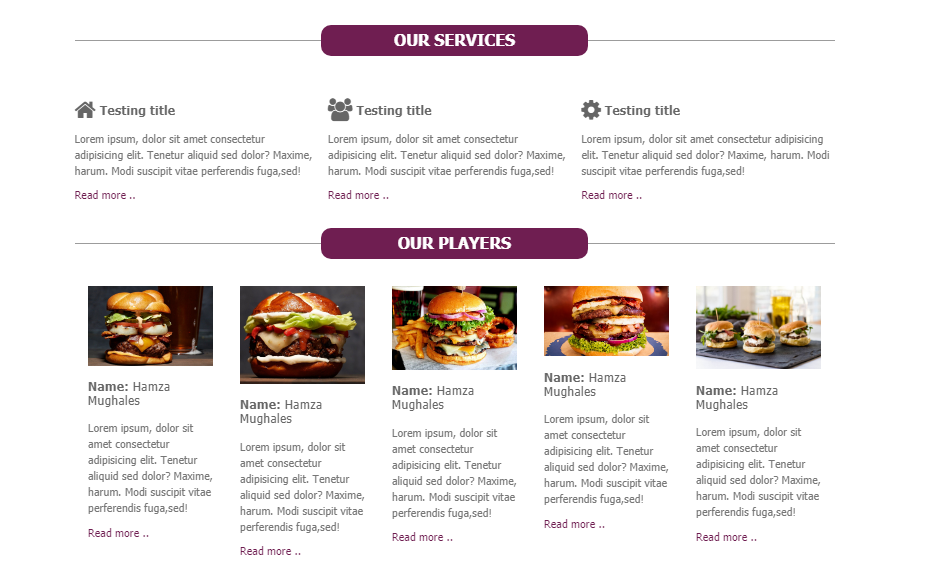 OUR SERVICES
Testing title
Lorem ipsum, dolor sit amet consectetur
adipisicing elit. Tenetur aliquid sed dolor? Maxime,
harum. Modi suscipit vitae perferendis fuga,sed!
Read more ..
Testing title
Lorem ipsum, dolor sit amet consectetur
adipisicing elit. Tenetur aliquid sed dolor? Maxime,
harum. Modi suscipit vitae perferendis fuga,sed!
Read more ..
Testing title
Lorem ipsum, dolor sit amet consectetur adipisicing
elit. Tenetur aliquid sed dolor? Maxime, harum. Modi
suscipit vitae perferendis fuga,sed!
Read more ..
OUR PLAYERS
Name: Hamza
Mughales
Lorem ipsum, dolor sit
amet consectetur
adipisicing elit. Tenetur
aliquid sed dolor? Maxime,
harum. Modi suscipit vitae
perferendis fuga,sed!
Read more ..
Name: Hamza
Mughales
Lorem ipsum, dolor sit
amet consectetur
adipisicing elit. Tenetur
aliquid sed dolor? Maxime,
harum. Modi suscipit vitae
perferendis fuga,sed!
Read more ..
Name: Hamza
Mughales
Lorem ipsum, dolor sit
amet consectetur
adipisicing elit. Tenetur
aliquid sed dolor? Maxime,
harum. Modi suscipit vitae
perferendis fuga,sed!
Read more ..
Name: Hamza
Mughales
Lorem ipsum, dolor sit
amet consectetur
adipisicing elit. Tenetur
aliquid sed dolor? Maxime,
harum. Modi suscipit vitae
perferendis fuga,sed!
Read more ..
Name: Hamza
Mughales
Lorem ipsum, dolor sit
amet consectetur
adipisicing elit. Tenetur
aliquid sed dolor? Maxime,
harum. Modi suscipit vitae
perferendis fuga,sed!
Read more ..